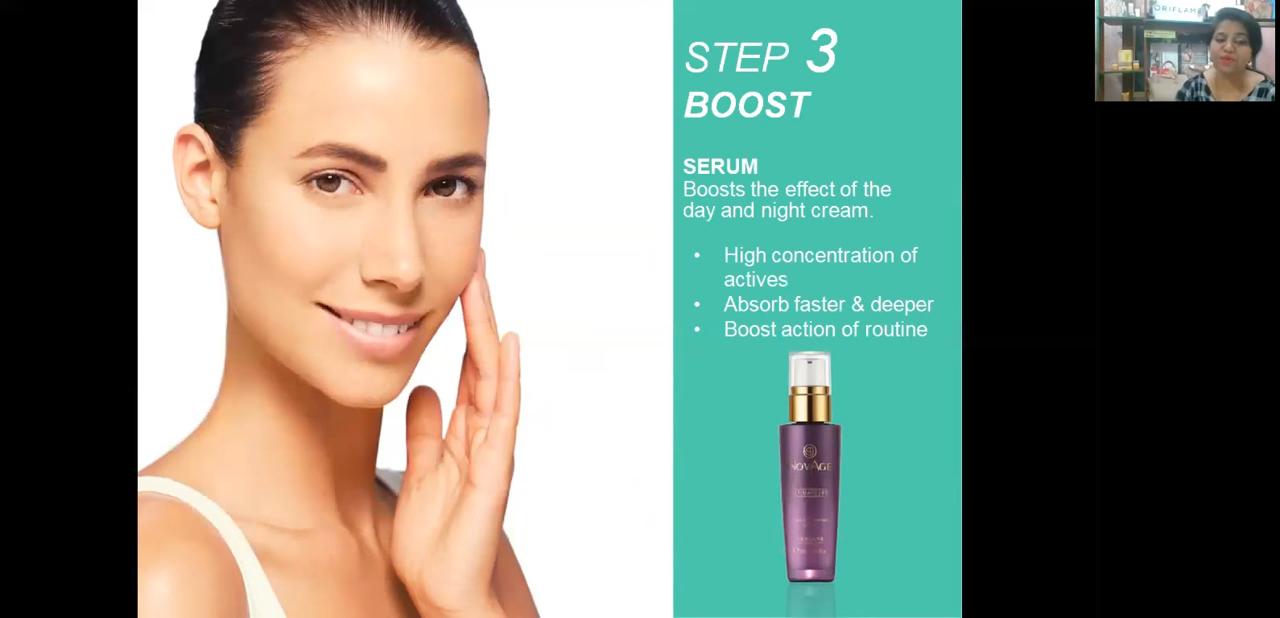 STEP 3
BOOST
SERUM
Boosts the effect of the
day and night cream.
• High concentration of
actives
• Absorb faster & deeper
• Boost action of routine
NOVAGE
ORIFLAME